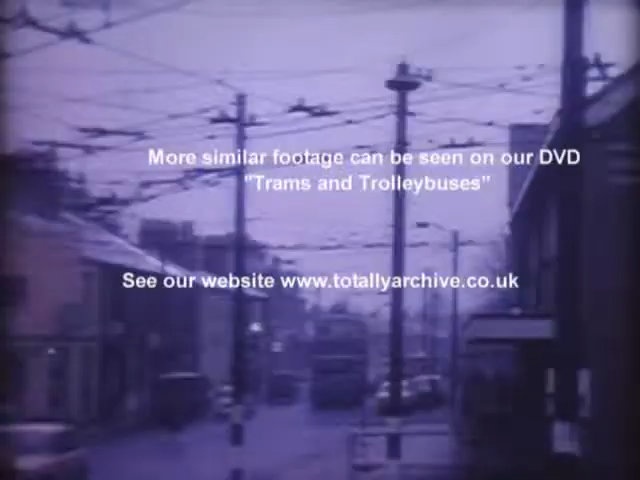 More similar footage can be seen on our DVD
"Trams and Trolleybuses"
See our website www.totallyarchive.co.uk